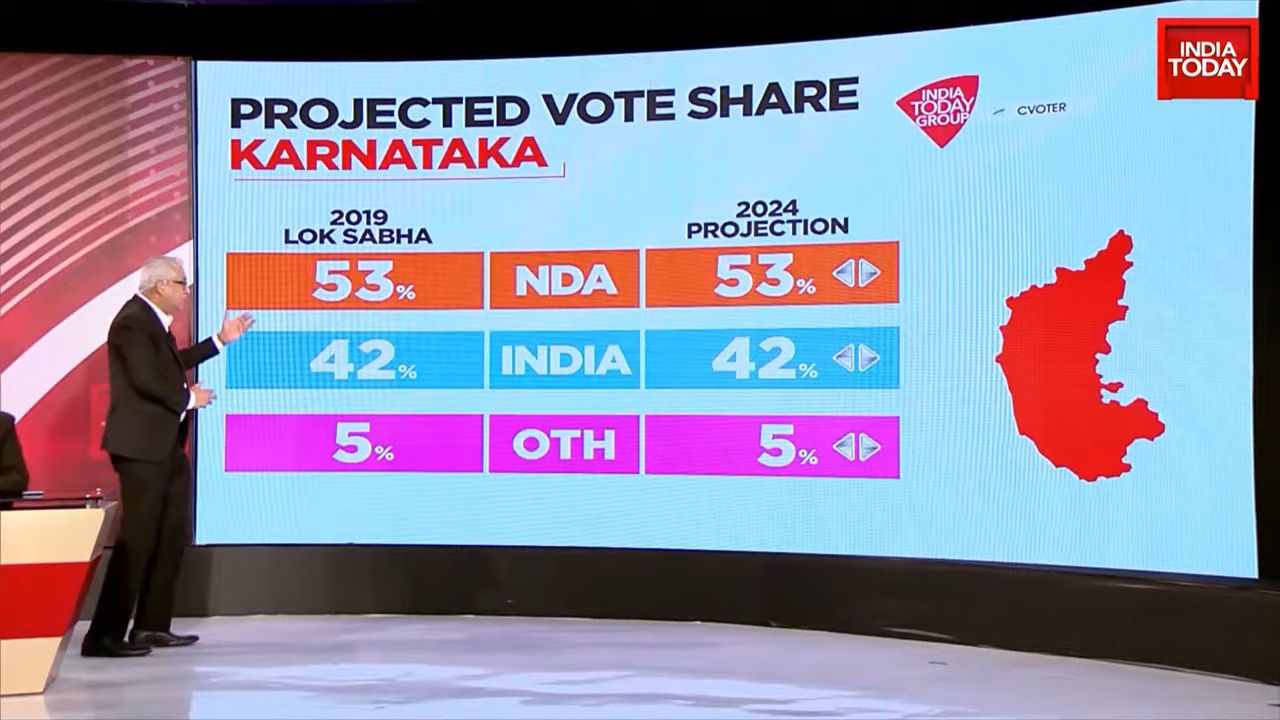 INDIA
TODAY
PROJECTED VOTE SHARE
KARNATAKA
INDIA
TODAY
GROUP
CVOTER
2019
LOK SABHA
2024
PROJECTION
53% NDA 53%
42% INDIA 42%
5% OTH 5%